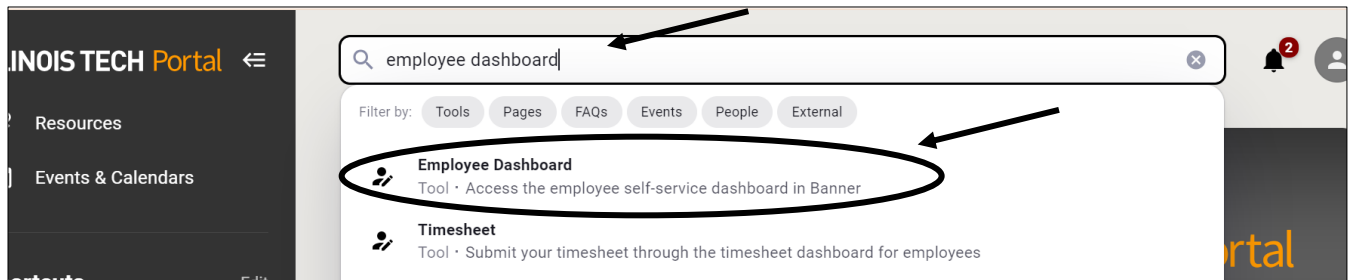 INOIS TECH Portal
Resources
Events & Calendars
Edit
employee dashboard
2
Filter by: Tools Pages FAQs Events People External
Employee Dashboard
Tool · Access the employee self-service dashboard in Banner
Timesheet
Tool · Submit your timesheet through the timesheet dashboard for employees
rtal